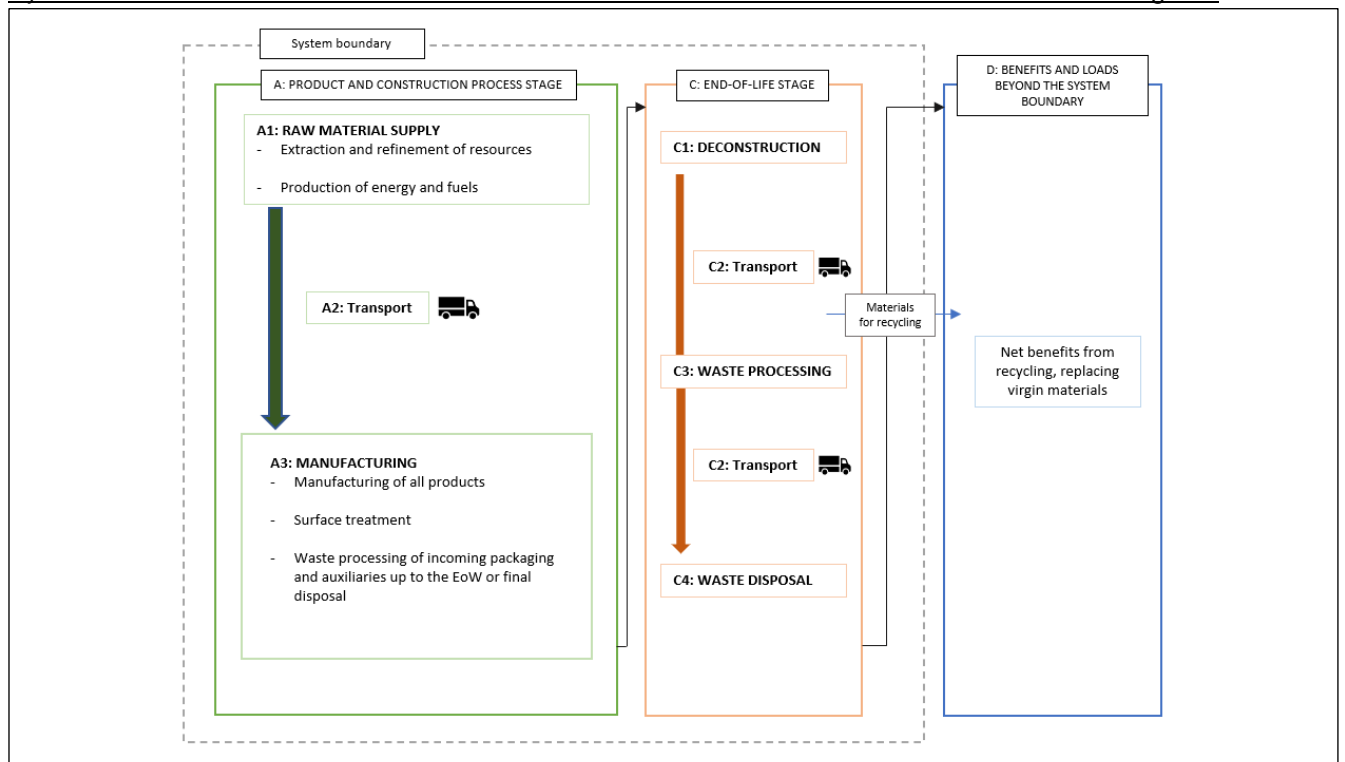 System boundary
A: PRODUCT AND CONSTRUCTION PROCESS STAGE
A1: RAW MATERIAL SUPPLY
- Extraction and refinement of resources
- Production of energy and fuels
A2: Transport
A3: MANUFACTURING
- Manufacturing of all products
- Surface treatment
- Waste processing of incoming packaging
and auxiliaries up to the EoW or final
disposal
C: END-OF-LIFE STAGE
C1: DECONSTRUCTION
C2: Transport
C3: WASTE PROCESSING
C2: Transport
C4: WASTE DISPOSAL
Materials
for recycling
D: BENEFITS AND LOADS
BEYOND THE SYSTEM
BOUNDARY
Net benefits from
recycling, replacing
virgin materials